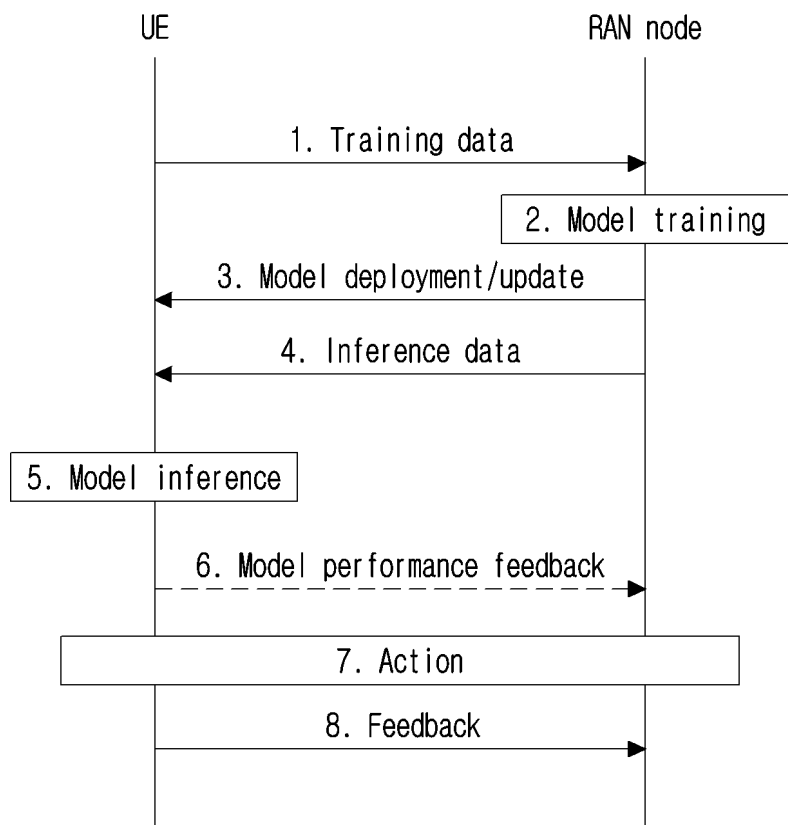 UE
RAN node
1. Training data
2. Model training
3. Model deployment/update
4. Inference data
5. Model inference
6. Model performance feedback
7. Action
8. Feedback